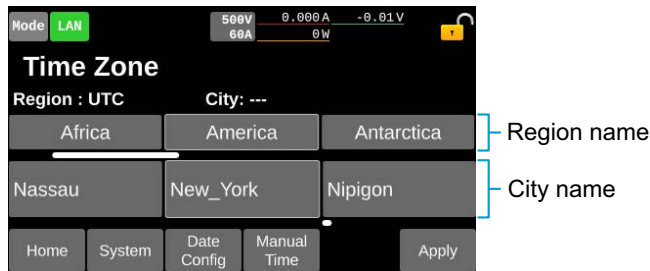 Mode LAN 500V 0.000A -0.01V
60A 0W
Time Zone
Region : UTC City: ---
Africa America Antarctica Region name
Nassau New_York Nipigon City name
Home System Date Config Manual Time Apply